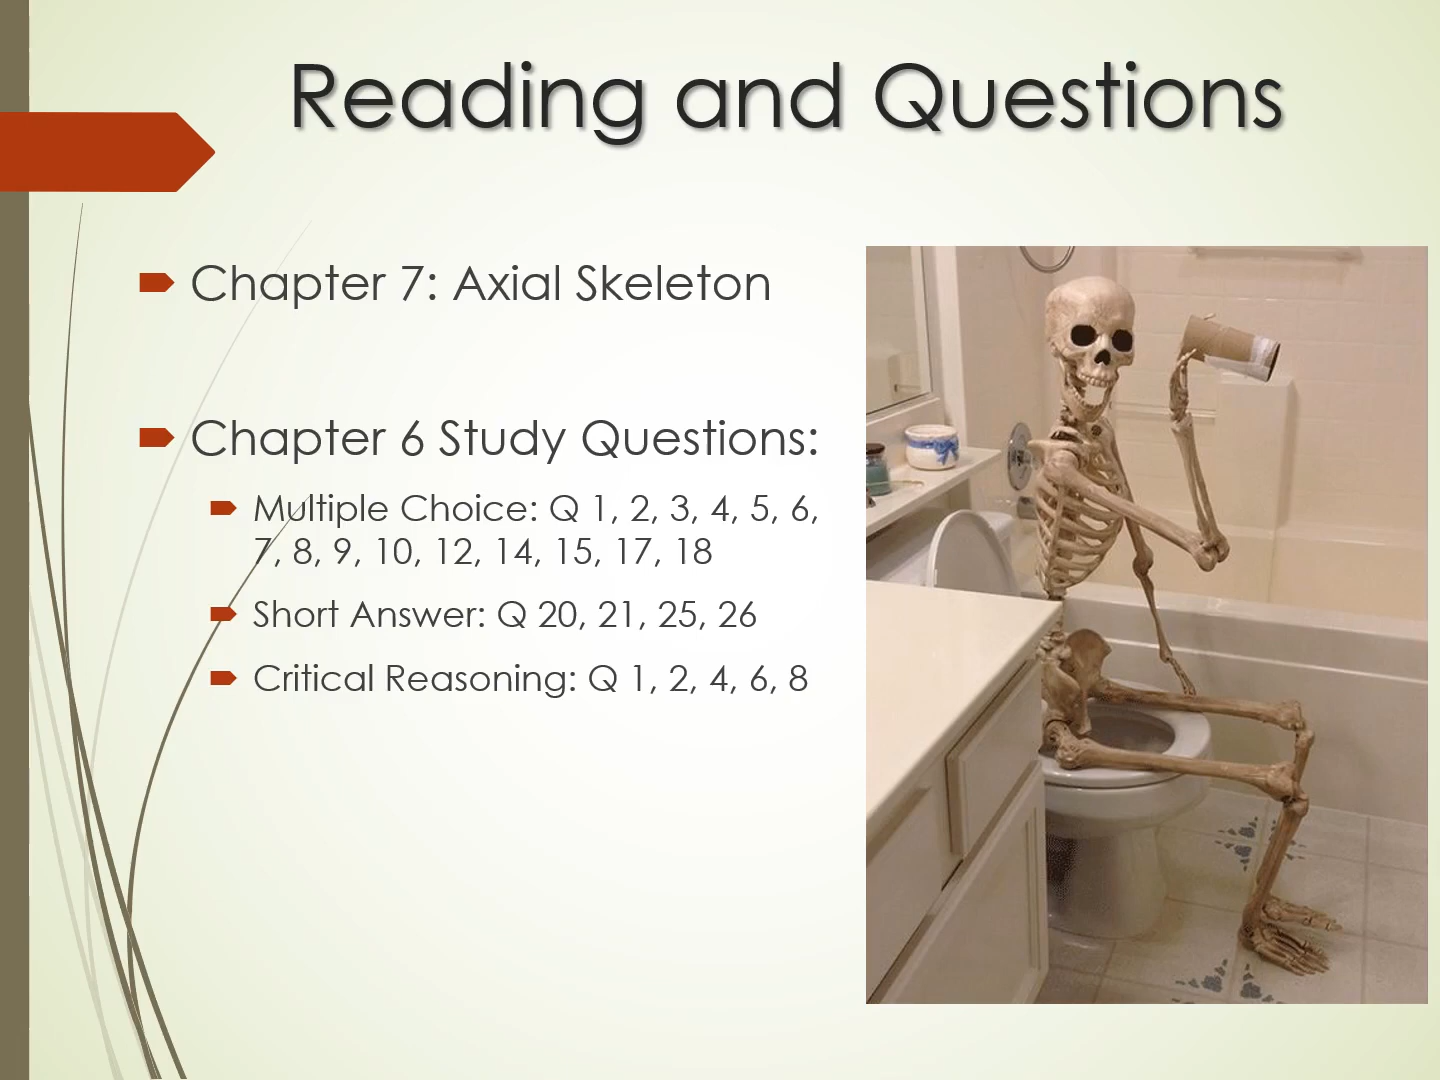 Reading and Questions
Chapter 7: Axial Skeleton
Chapter 6 Study Questions:
Multiple Choice: Q 1, 2, 3, 4, 5, 6,
7, 8, 9, 10, 12, 14, 15, 17, 18
Short Answer: Q 20, 21, 25, 26
Critical Reasoning: Q 1, 2, 4, 6, 8